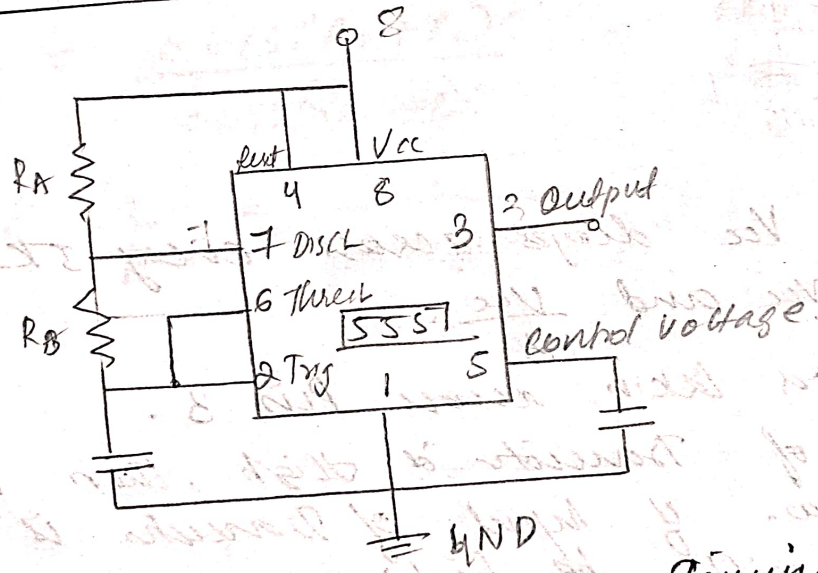 8
Vcc
RA
4
8
7 DISCL
3
Output
6 Thresh
RB
555
control voltage
2 Trig
1
5
GND